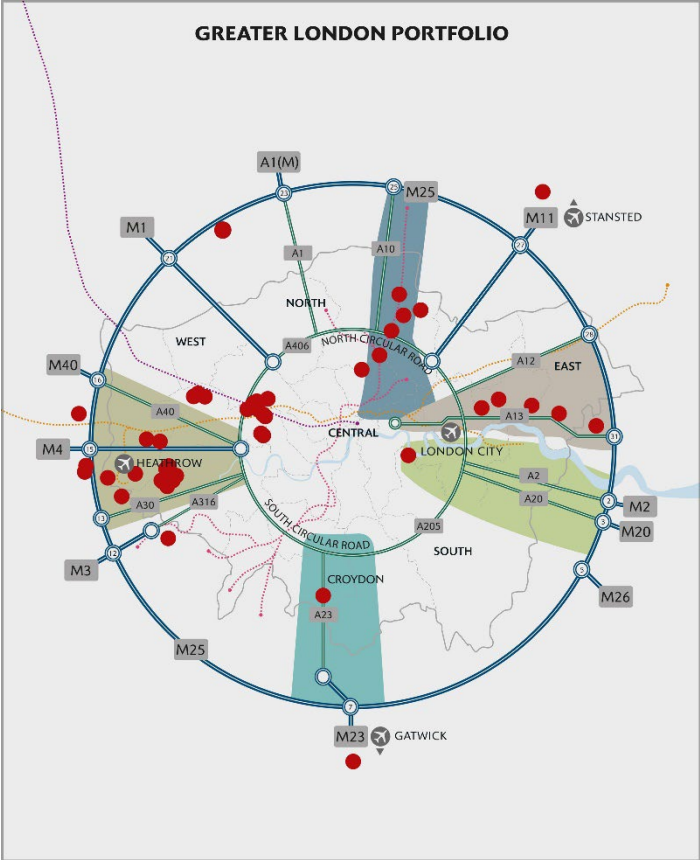 GREATER LONDON PORTFOLIO
A1(M)
25
M25
23
M11
STANSTED
M1
27
A1
A10
21
NORTH
28
WEST
A406
NORTH CIRCULAR ROAD
A12
EAST
M40
16
A40
A13
CENTRAL
31
M4
15
HEATHROW
LONDON CITY
A2
A30
A316
A20
2
M2
13
SOUTH CIRCULAR ROAD
A205
3
M20
12
SOUTH
M3
CROYDON
5
M26
A23
M25
7
M23
GATWICK